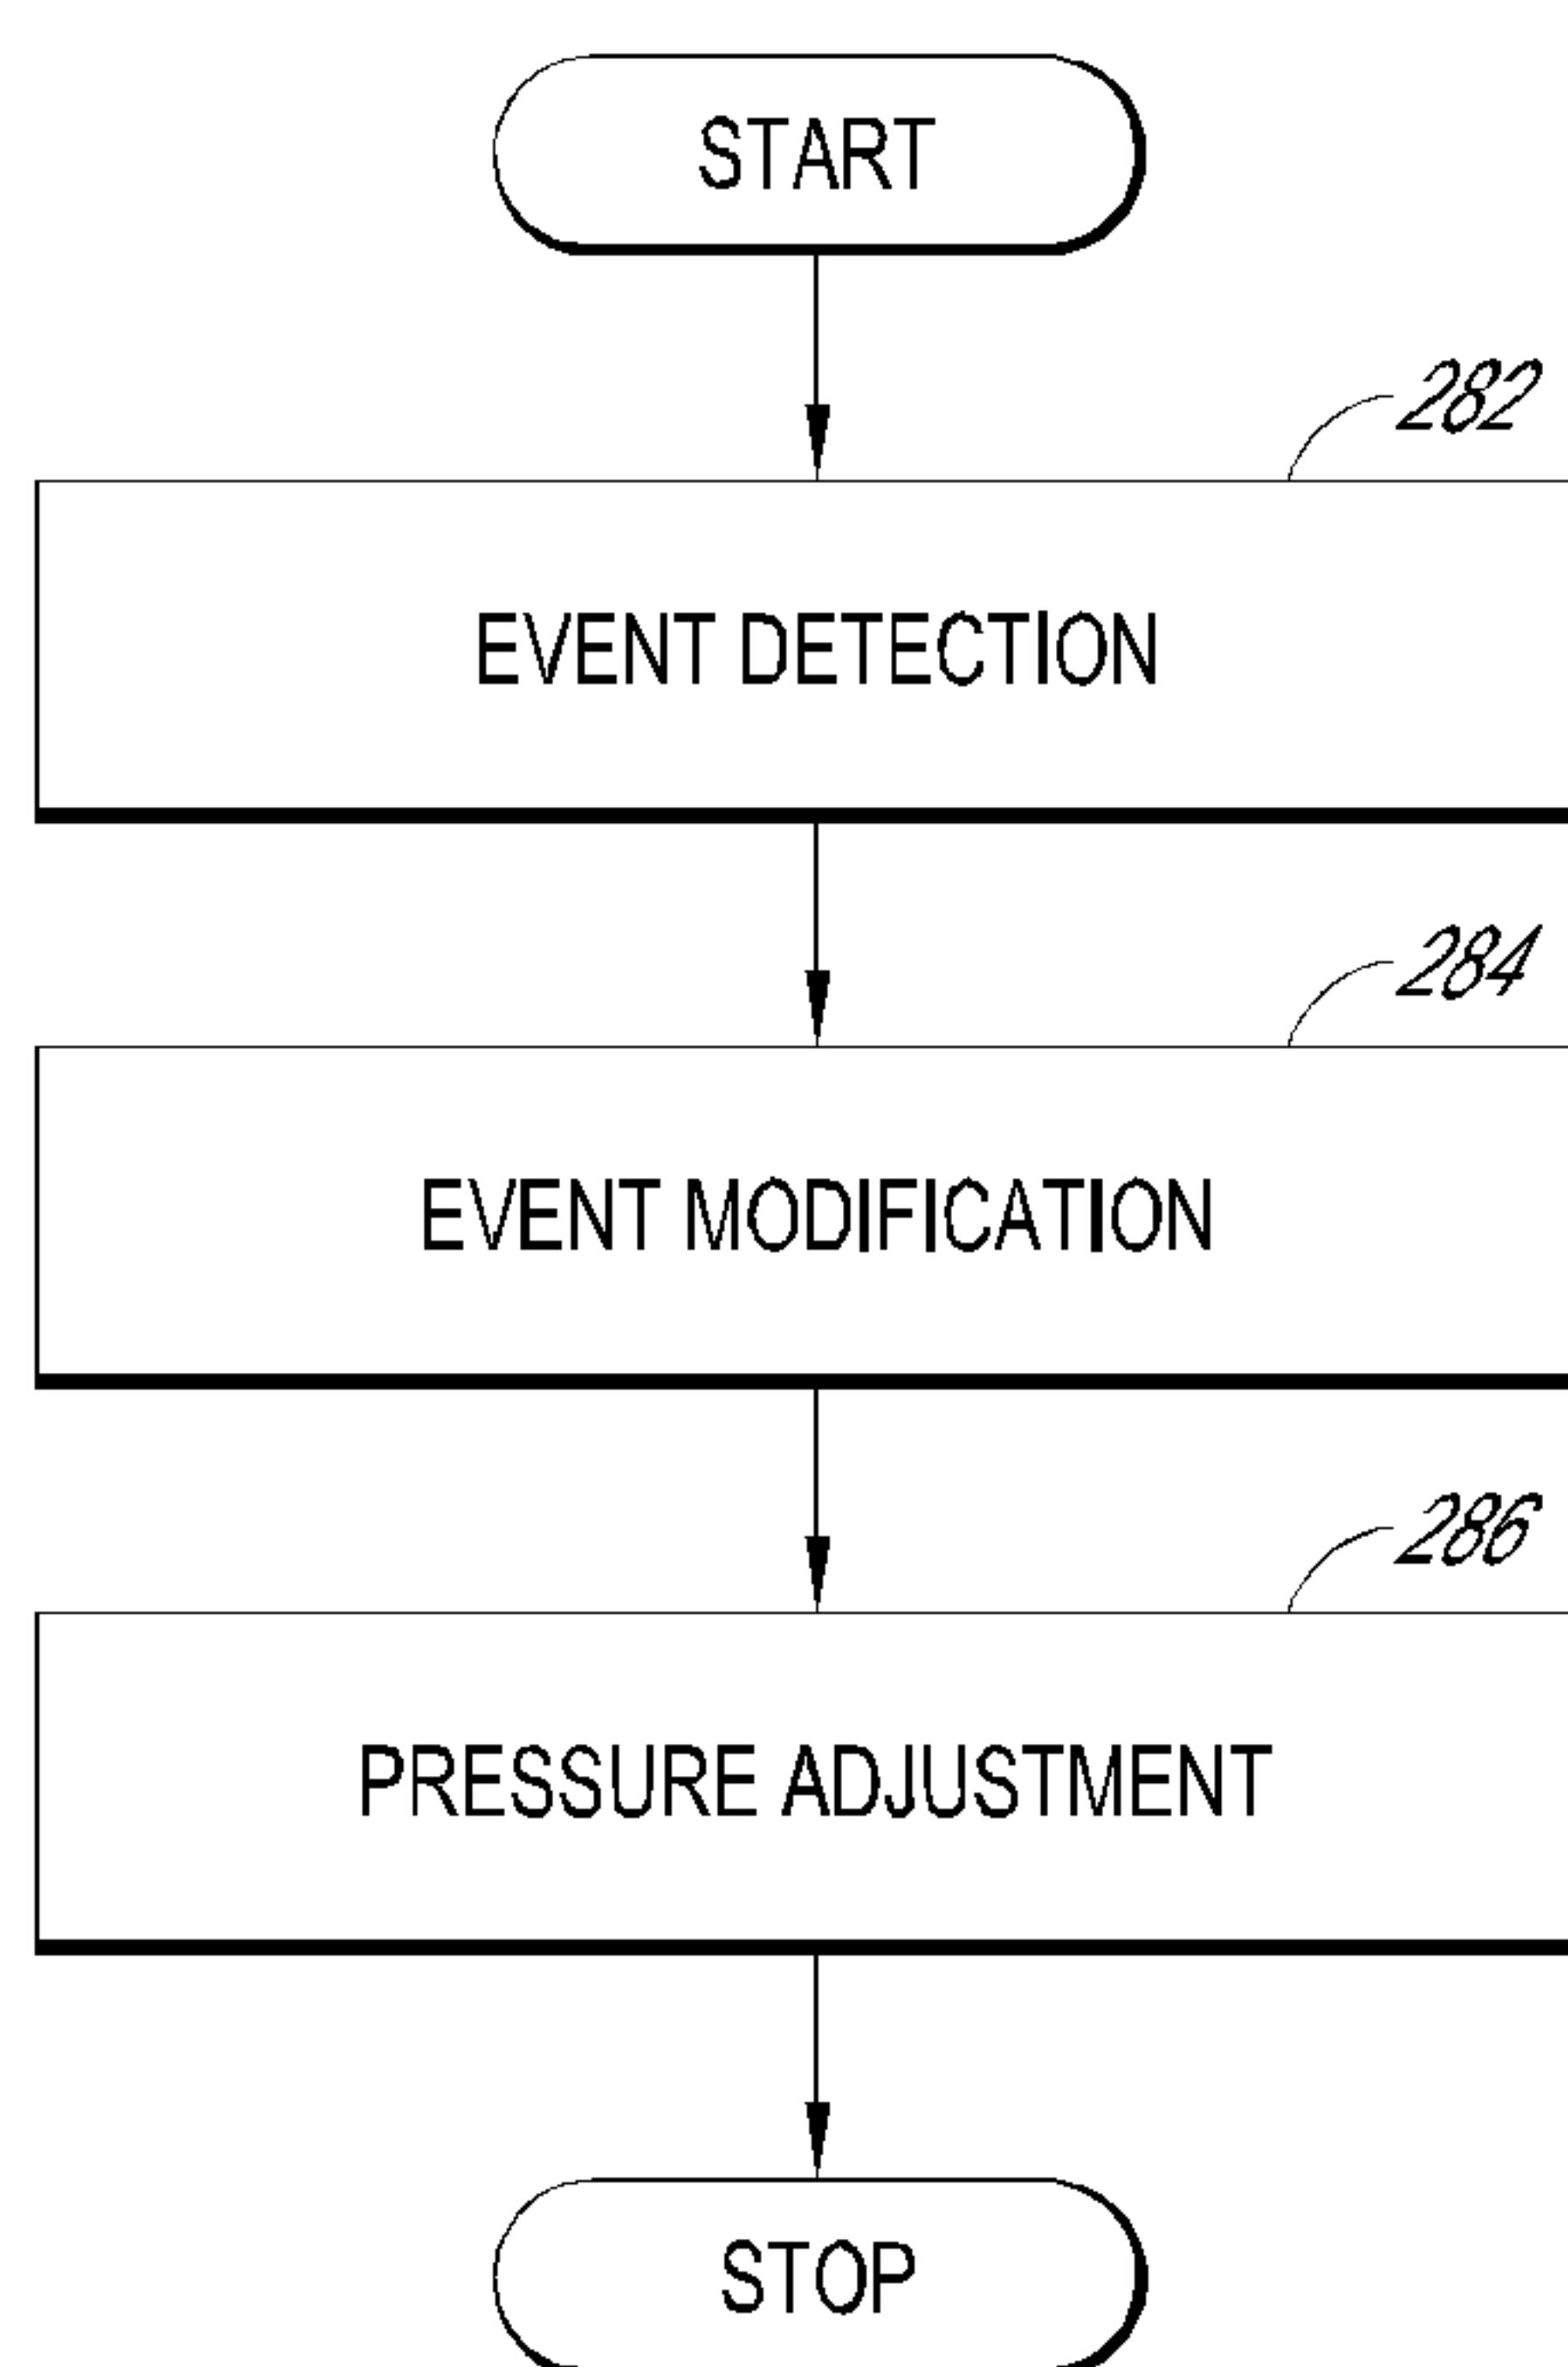 START
282
EVENT DETECTION
284
EVENT MODIFICATION
286
PRESSURE ADJUSTMENT
STOP